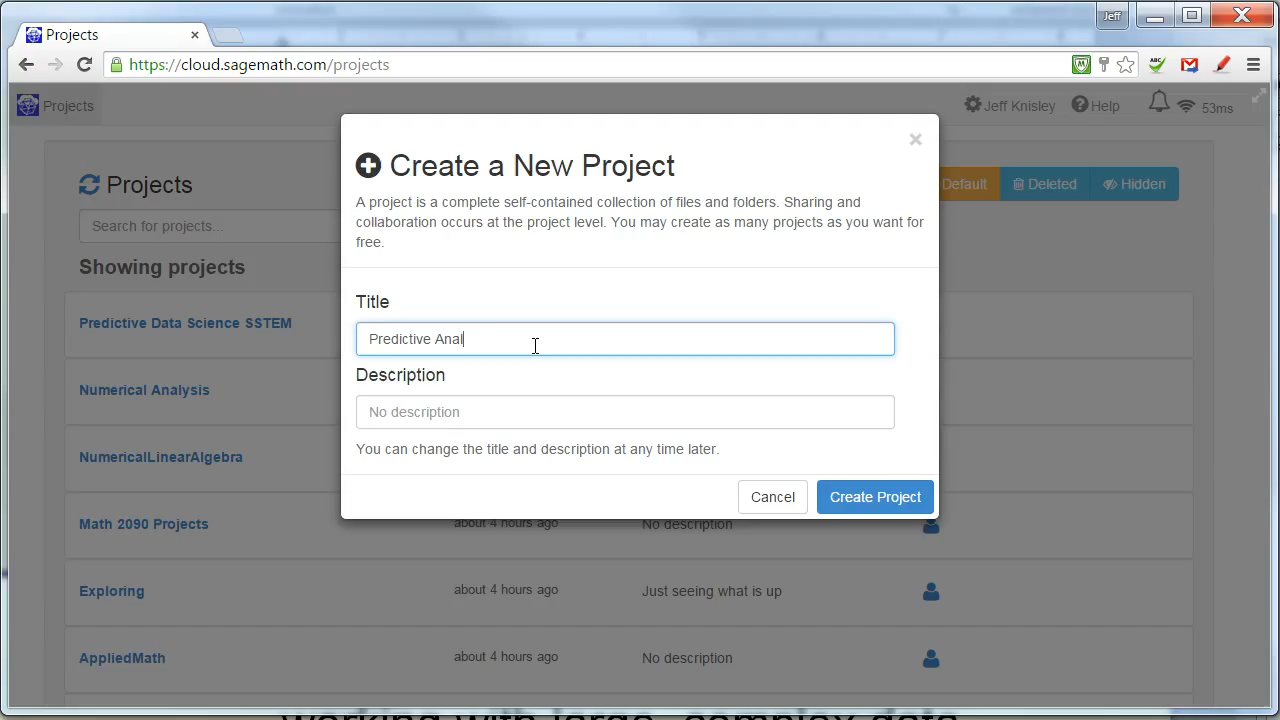 Jeff
Projects
https://cloud.sagemath.com/projects
Projects
Jeff Knisley
Help
53ms
Create a New Project
A project is a complete self-contained collection of files and folders. Sharing and
collaboration occurs at the project level. You may create as many projects as you want for
free.
Projects
Default
Deleted
Hidden
Search for projects...
Showing projects
Title
Predictive Data Science SSTEM
Predictive Anal
Description
Numerical Analysis
No description
You can change the title and description at any time later.
NumericalLinearAlgebra
Cancel
Create Project
Math 2090 Projects
about 4 hours ago
No description
Exploring
about 4 hours ago
Just seeing what is up
AppliedMath
about 4 hours ago
No description
working with large, complex data